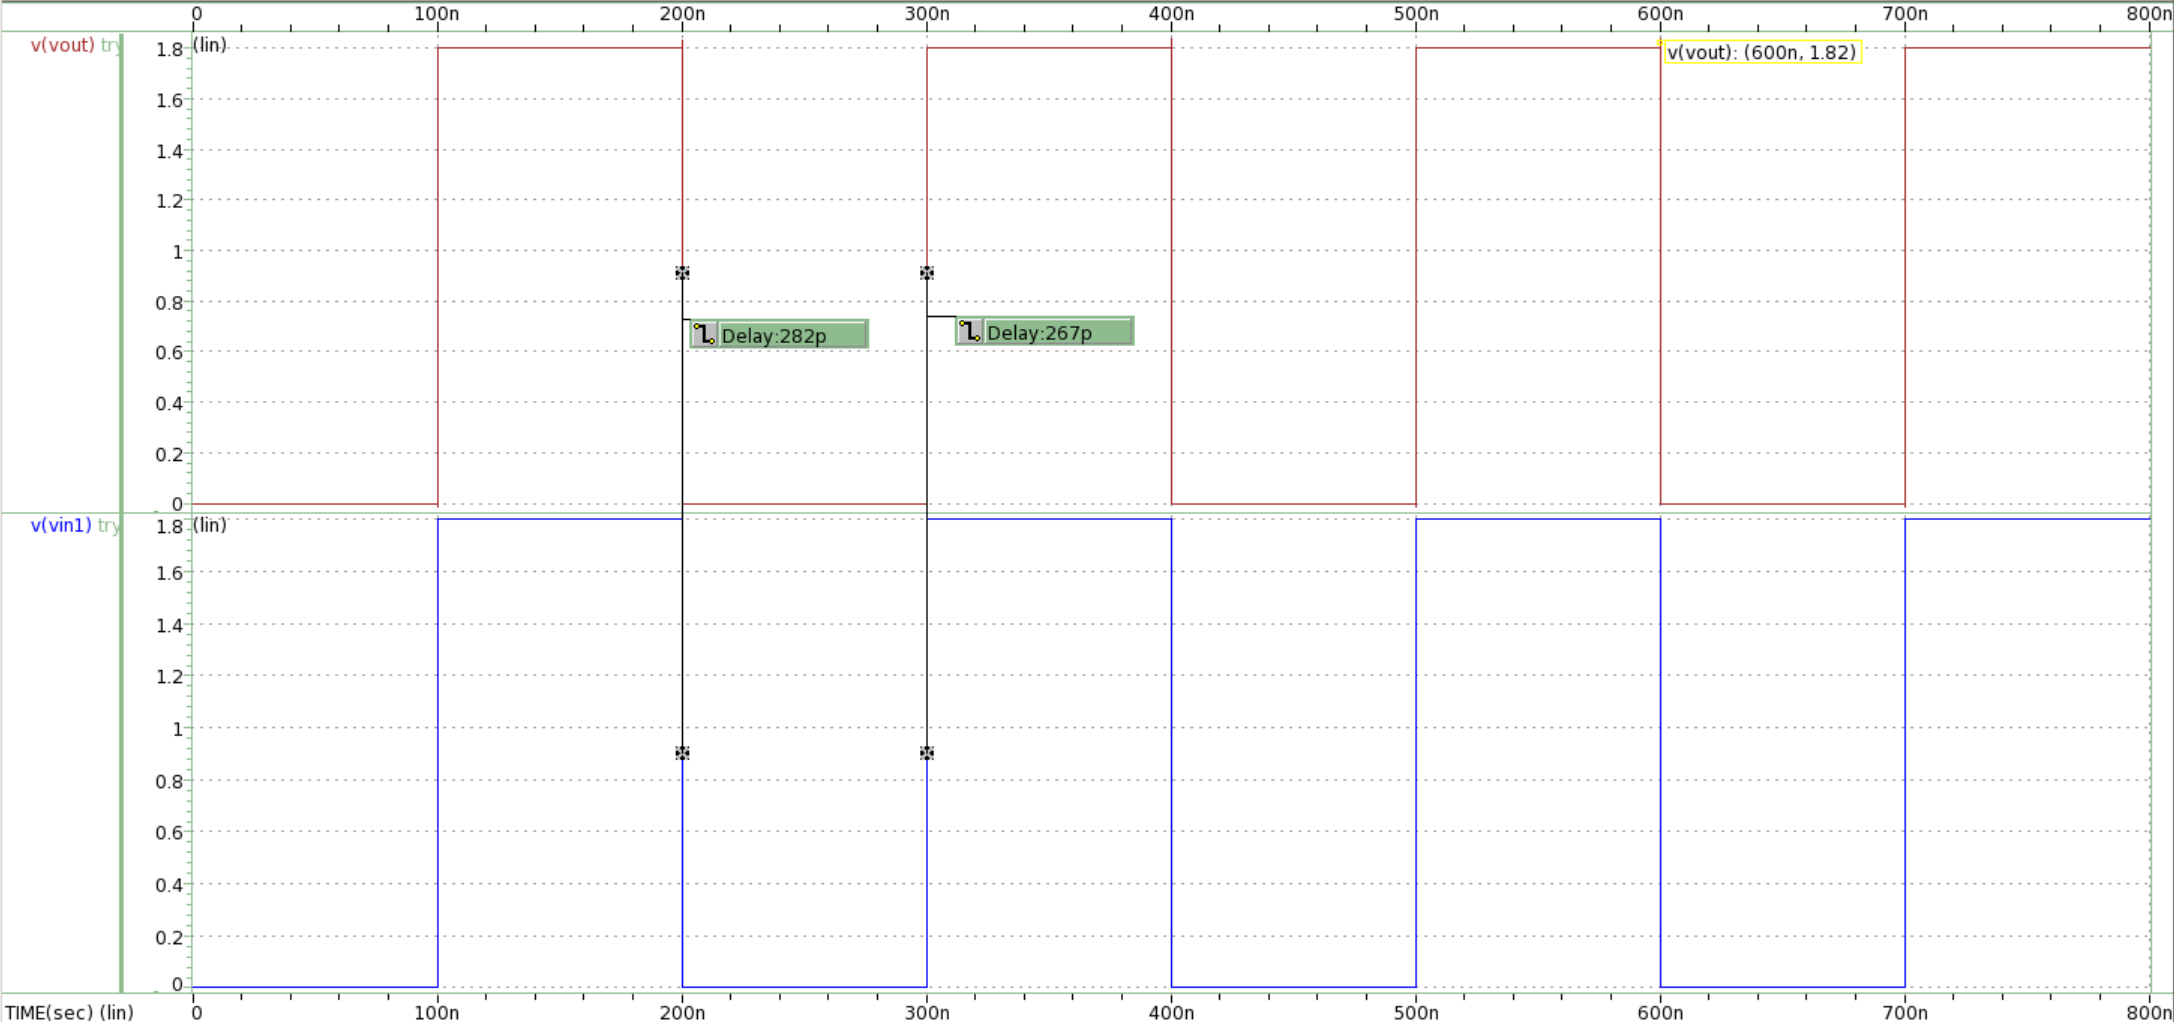 0 100n 200n 300n 400n 500n 600n 700n 800n
v(vout) try
(lin)
v(vout): (600n, 1.82)
1.8
1.6
1.4
1.2
1
0.8
Delay:282p
Delay:267p
0.6
0.4
0.2
0
v(vin1) try
(lin)
1.8
1.6
1.4
1.2
1
0.8
0.6
0.4
0.2
0
TIME(sec) (lin) 0 100n 200n 300n 400n 500n 600n 700n 800n